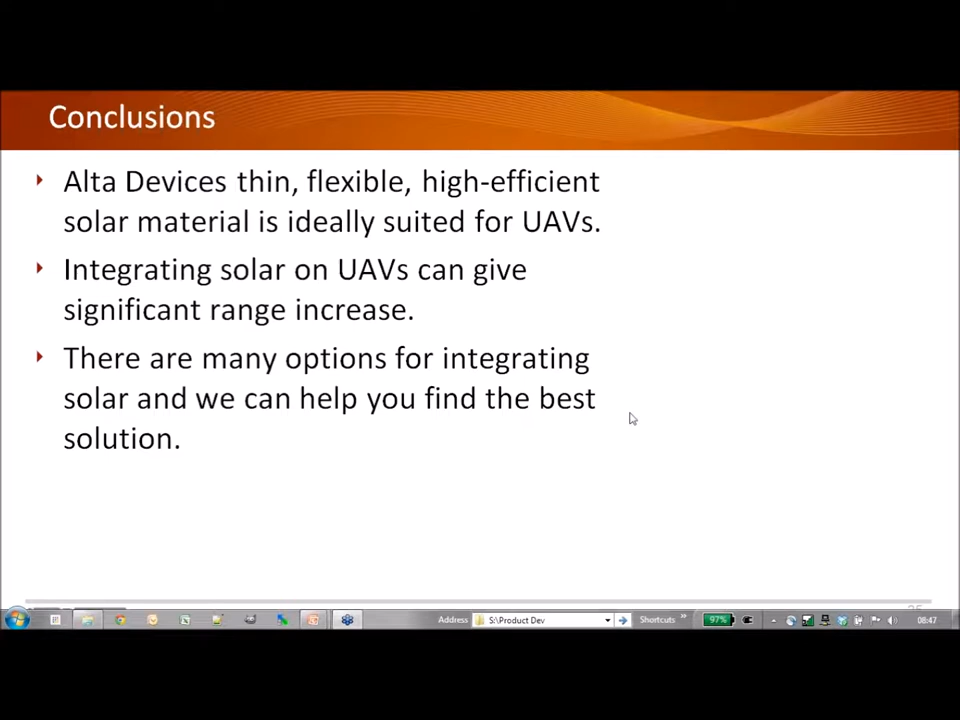 Conclusions
Alta Devices thin, flexible, high-efficient
solar material is ideally suited for UAVs.
Integrating solar on UAVs can give
significant range increase.
There are many options for integrating
solar and we can help you find the best
solution.
Address S:\Product Dev Shortcuts » 97% 08:47